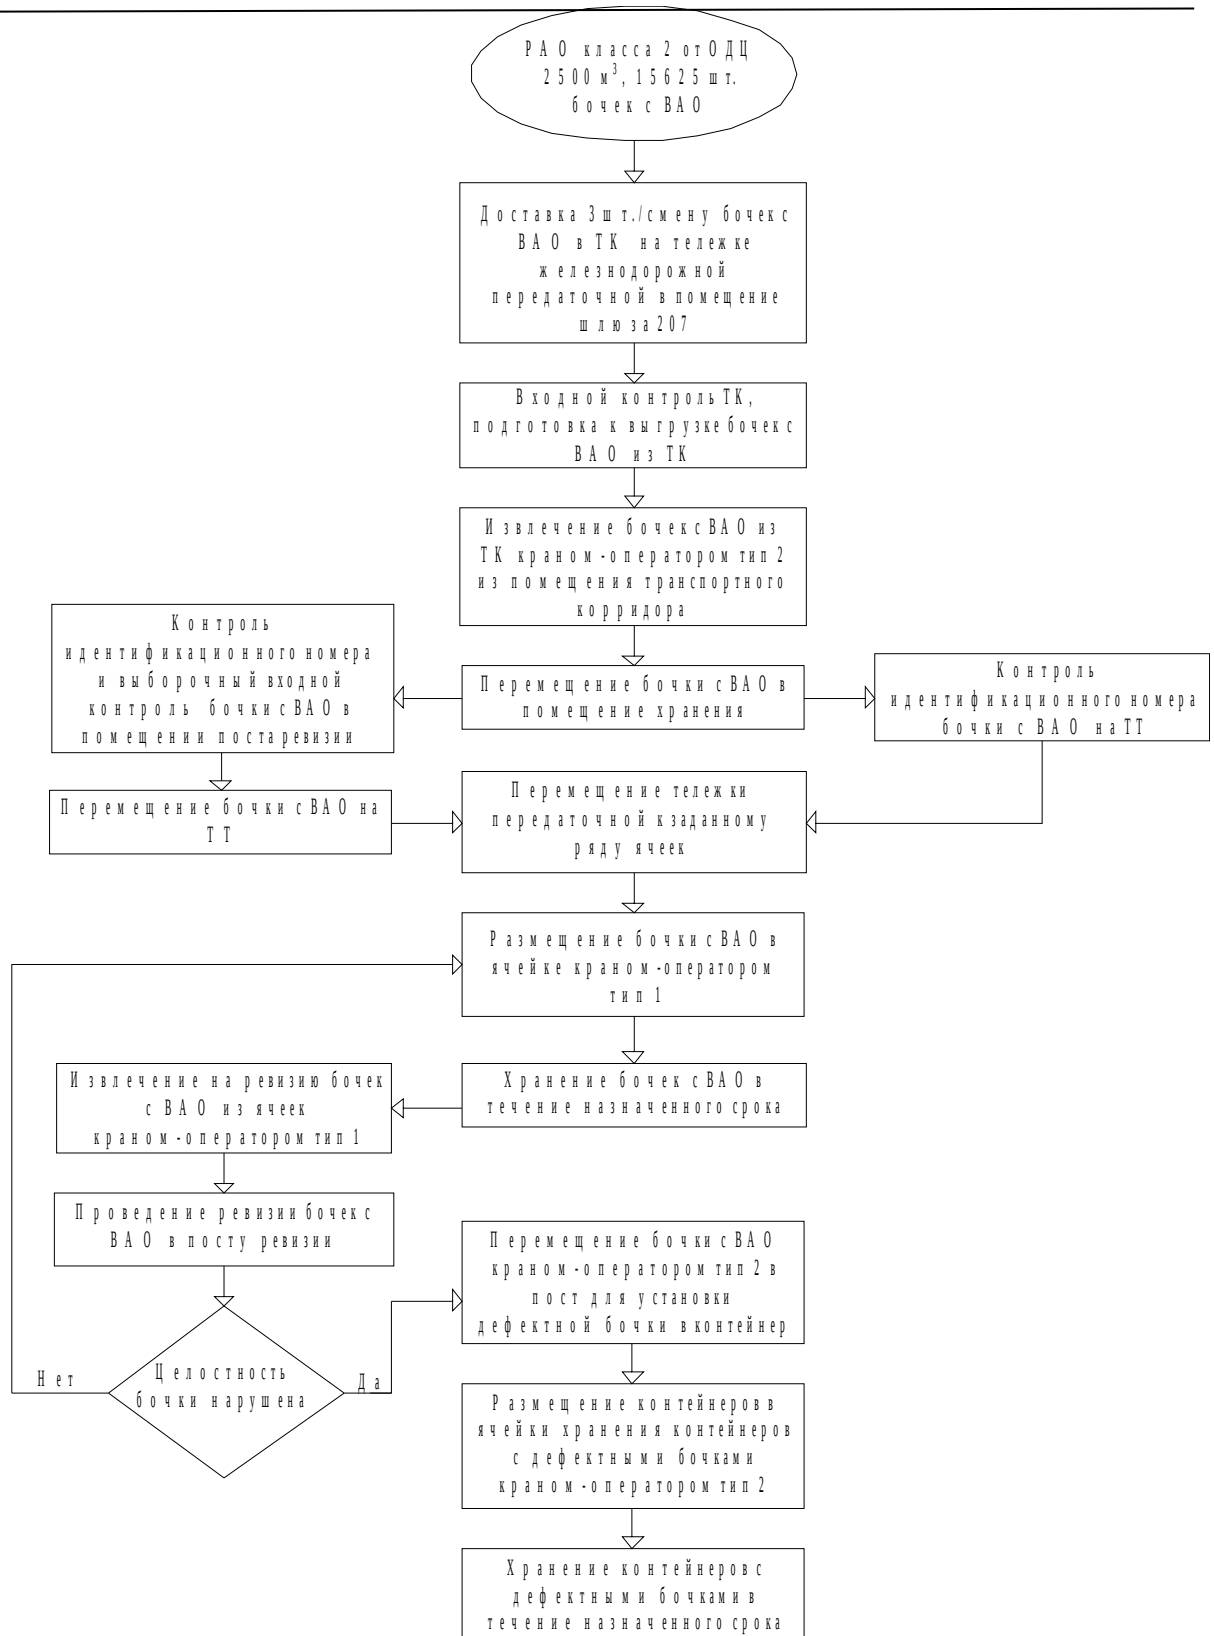 РАО класса 2 от ОДЦ
2500 м³, 15625 шт.
бочек с ВАО
Доставка 3шт./смену бочек с
ВАО в ТК на тележке
железнодорожной
передаточной в помещение
шлюза 207
Входной контроль ТК,
подготовка к выгрузке бочек с
ВАО из ТК
Извлечение бочек с ВАО из
ТК краном-оператором тип 2
из помещения транспортного
корридора
Контроль
идентификационного номера
и выборочный входной
контроль бочки с ВАО в
помещении поста ревизии
Перемещение бочки с ВАО в
помещение хранения
Контроль
идентификационного номера
бочки с ВАО на ТТ
Перемещение бочки с ВАО на
ТТ
Перемещение тележки
передаточной к заданному
ряду ячеек
Размещение бочки с ВАО в
ячейке краном-оператором
тип 1
Хранение бочек с ВАО в
течение назначенного срока
Извлечение на ревизию бочек
с ВАО из ячеек
краном-оператором тип 1
Проведение ревизии бочек с
ВАО в посту ревизии
Целостность
бочки нарушена
Нет
Да
Перемещение бочки с ВАО
краном-оператором тип 2 в
пост для установки
дефектной бочки в контейнер
Размещение контейнеров в
ячейки хранения контейнеров
с дефектными бочками
краном-оператором тип 2
Хранение контейнеров с
дефектными бочками в
течение назначенного срока